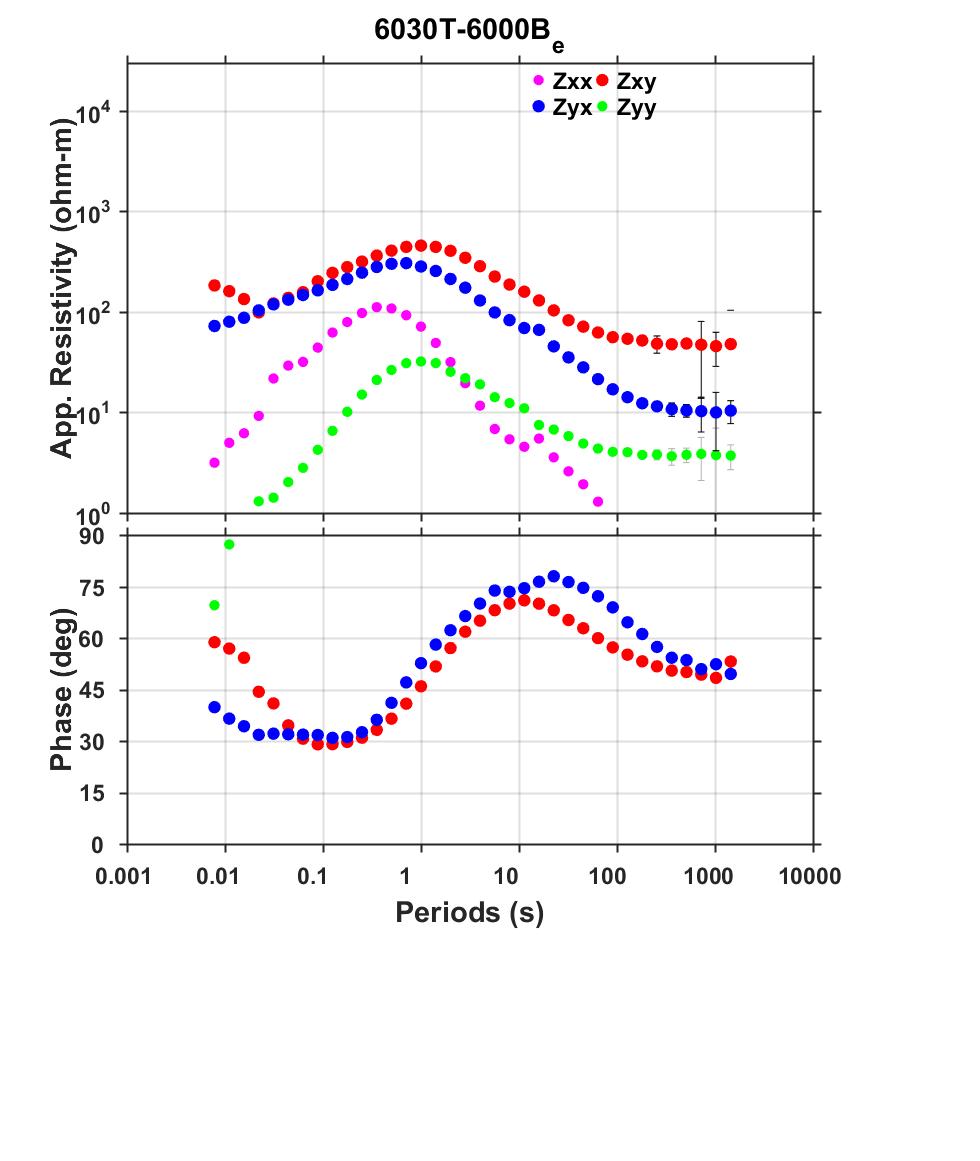 6030T-6000Be
Zxx Zxy
Zyx Zyy
App. Resistivity (ohm-m)
10^4
10^3
10^2
10^1
10^0
Phase (deg)
90
75
60
45
30
15
0
0.001 0.01 0.1 1 10 100 1000 10000
Periods (s)